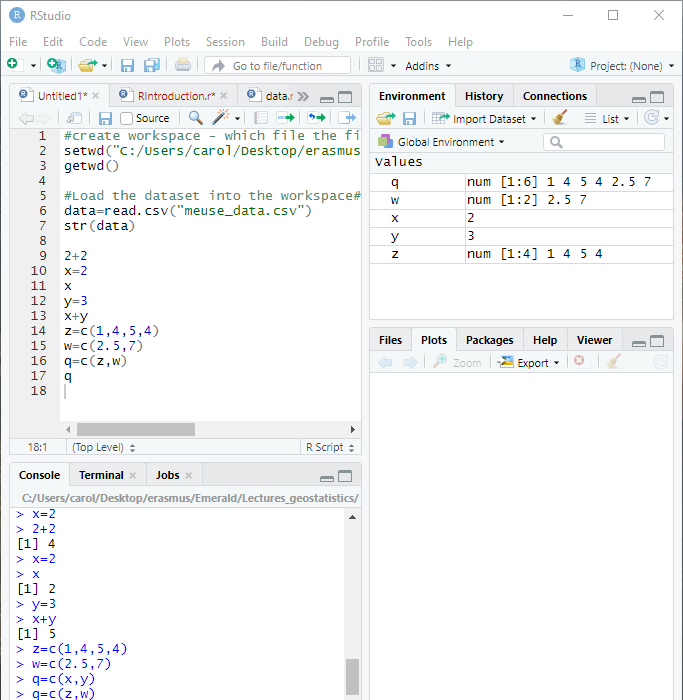 RStudio
File Edit Code View Plots Session Build Debug Profile Tools Help
Go to file/function Addins Project: (None)
Untitled1* RIntroduction.r* data.r
Source
1 #create workspace - which file the fi
2 setwd("C:/Users/carol/Desktop/erasmus
3 getwd()
4
5 #Load the dataset into the workspace#
6 data=read.csv("meuse_data.csv")
7 str(data)
8
9 2+2
10 x=2
11 x
12 y=3
13 x+y
14 z=c(1,4,5,4)
15 w=c(2.5,7)
16 q=c(z,w)
17 q
18
18:1 (Top Level) R Script
Console Terminal Jobs
C:/Users/carol/Desktop/erasmus/Emerald/Lectures_geostatistics/
> x=2
> 2+2
[1] 4
> x=2
> x
[1] 2
> y=3
> x+y
[1] 5
> z=c(1,4,5,4)
> w=c(2.5,7)
> q=c(x,y)
> q=c(z,w)
Environment History Connections
Import Dataset List
Global Environment
Values
q num [1:6] 1 4 5 4 2.5 7
w num [1:2] 2.5 7
x 2
y 3
z num [1:4] 1 4 5 4
Files Plots Packages Help Viewer
Zoom Export